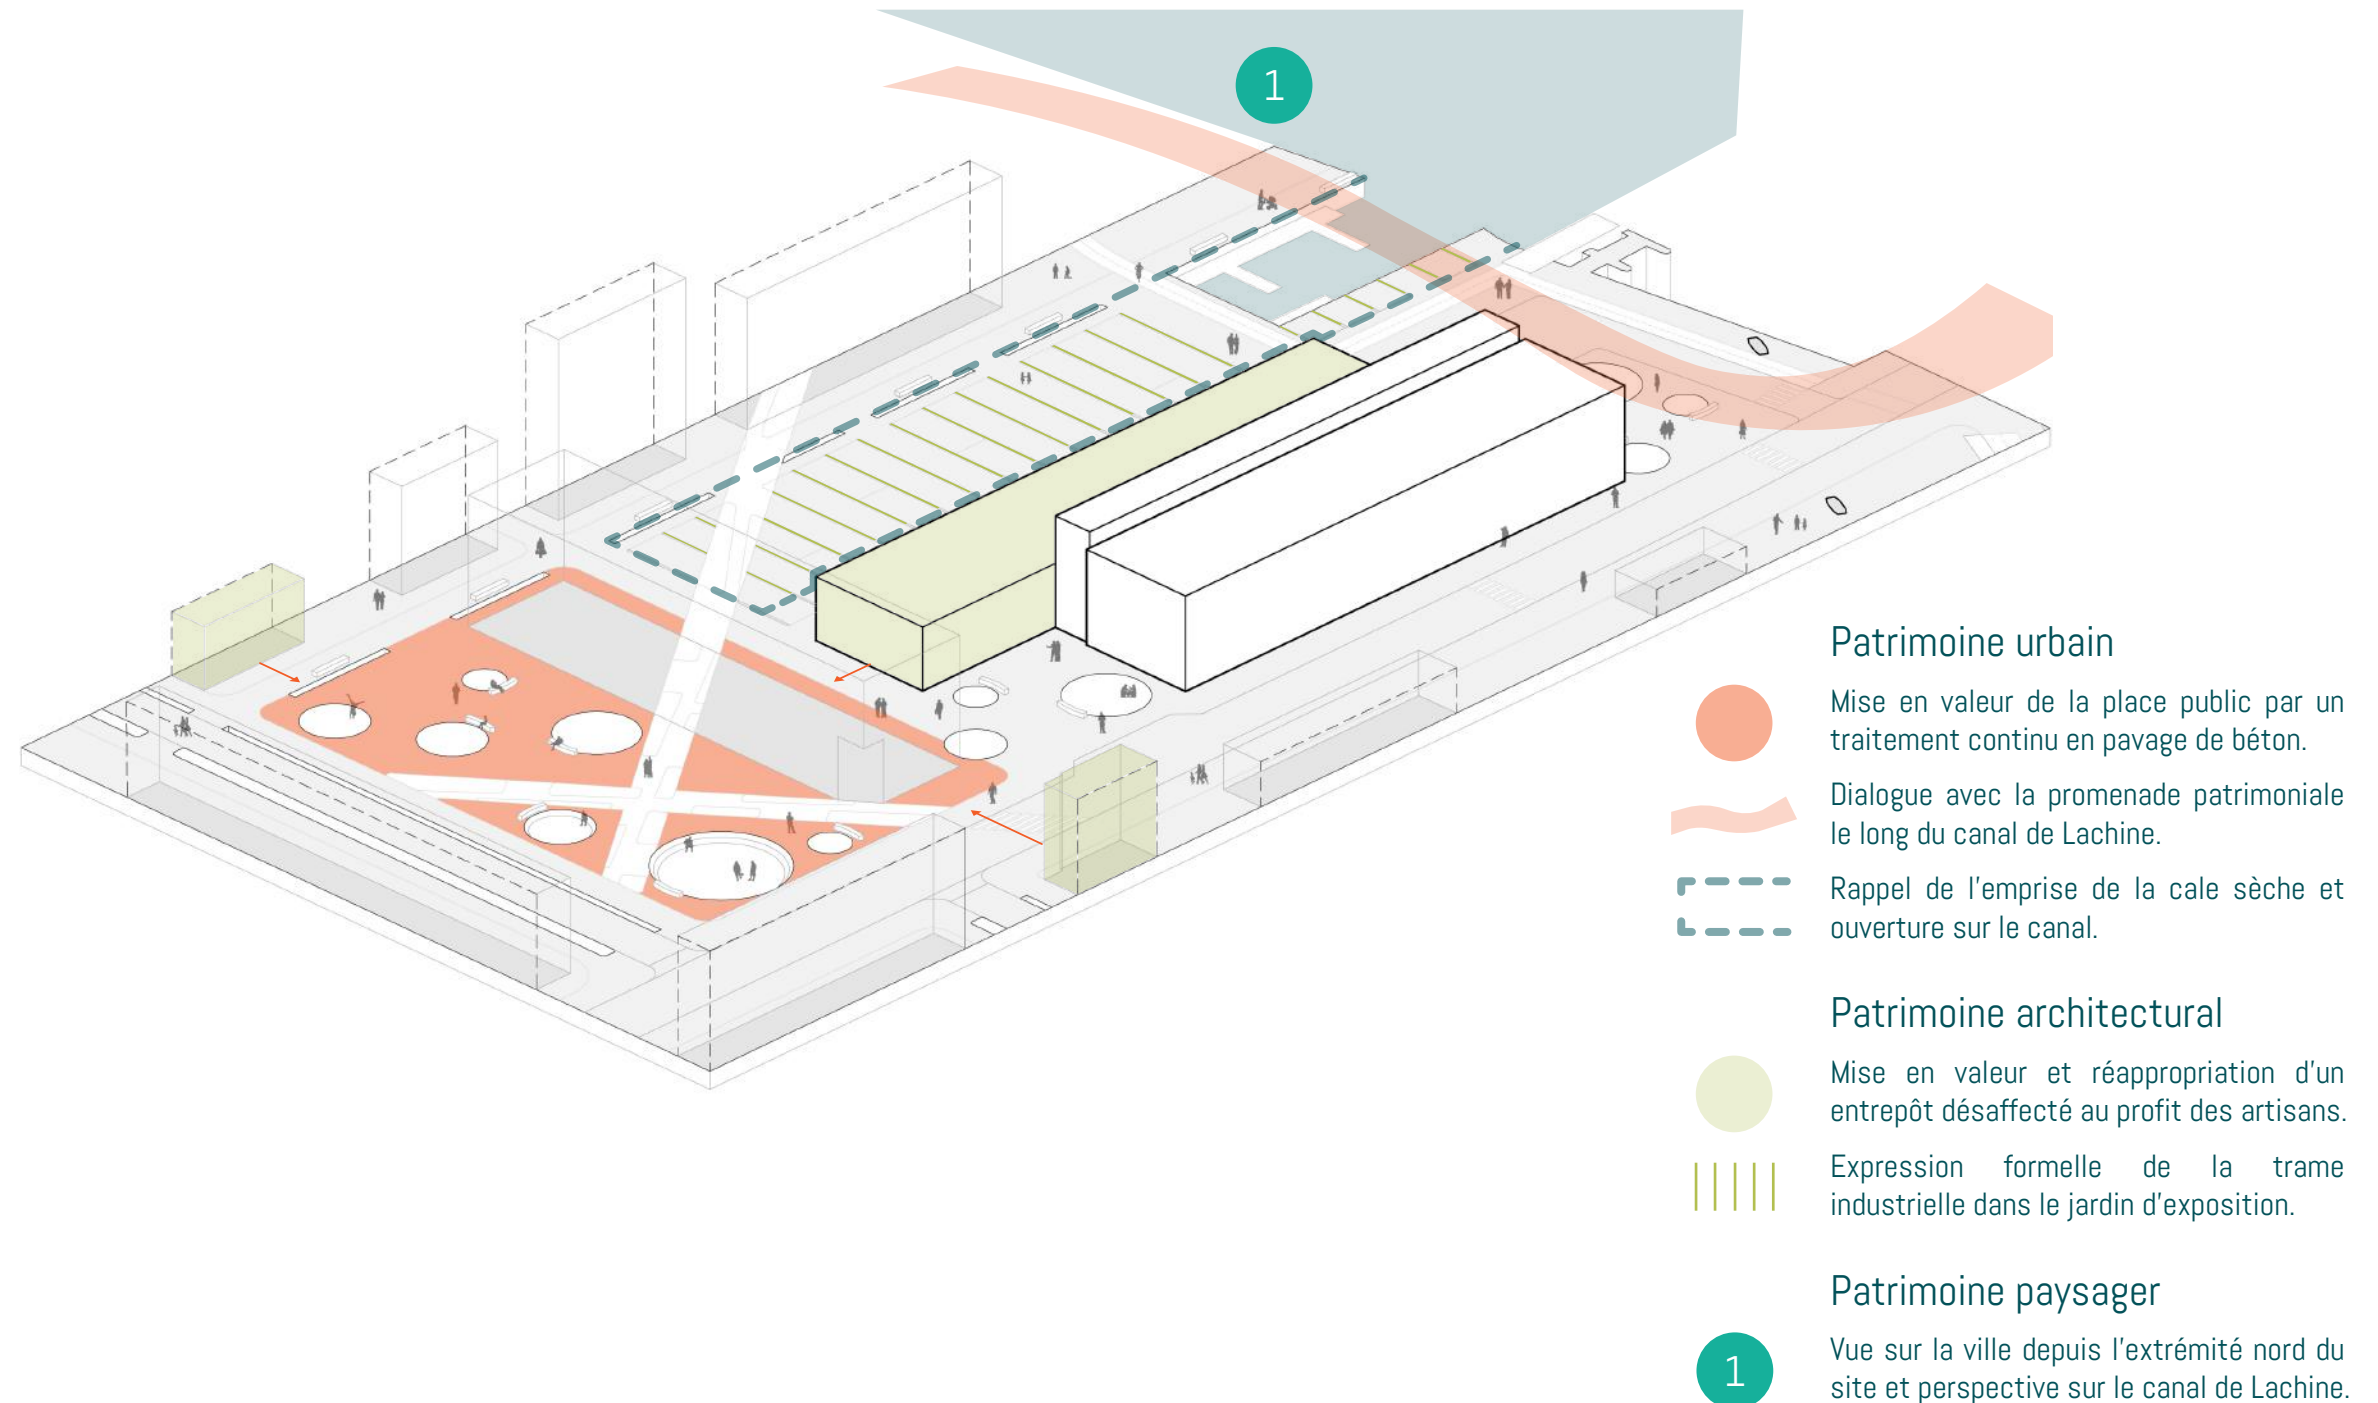 1
Patrimoine urbain
Mise en valeur de la place public par un
traitement continu en pavage de béton.
Dialogue avec la promenade patrimoniale
le long du canal de Lachine.
Rappel de l'emprise de la cale sèche et
ouverture sur le canal.
Patrimoine architectural
Mise en valeur et réappropriation d'un
entrepôt désaffecté au profit des artisans.
Expression formelle de la trame
industrielle dans le jardin d'exposition.
Patrimoine paysager
1
Vue sur la ville depuis l'extrémité nord du
site et perspective sur le canal de Lachine.